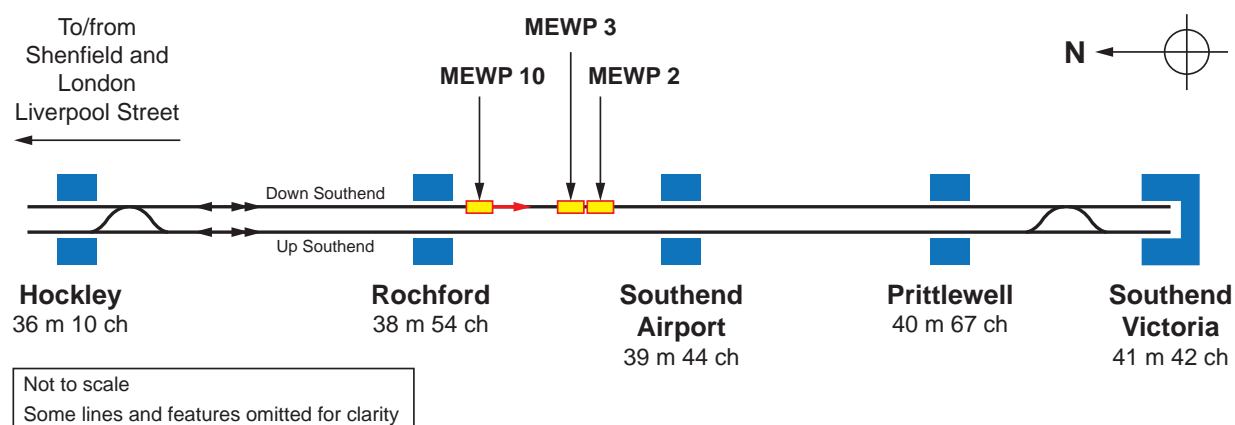 To/from
Shenfield and
London
Liverpool Street
MEWP 3
MEWP 10
MEWP 2
N
Down Southend
Up Southend
Hockley
36 m 10 ch
Rochford
38 m 54 ch
Southend
Airport
39 m 44 ch
Prittlewell
40 m 67 ch
Southend
Victoria
41 m 42 ch
Not to scale
Some lines and features omitted for clarity